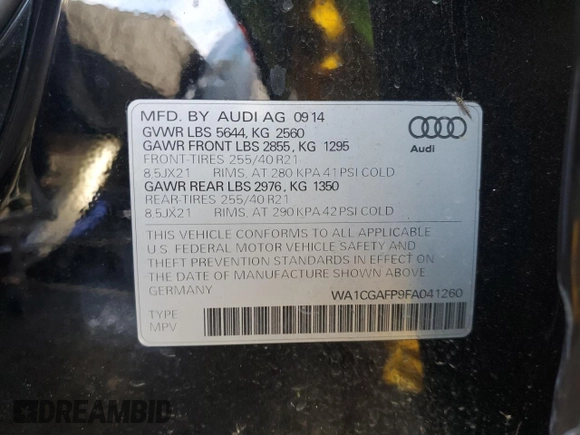 MFD. BY AUDI AG 09 14
GVWR LBS 5644, KG 2560
GAWR FRONT LBS 2855, KG 1295
FRONT-TIRES 255/40 R21
8.5JX21 RIMS, AT 280 KPA 41 PSI COLD
GAWR REAR LBS 2976, KG 1350
REAR-TIRES 255/40 R21
8.5JX21 RIMS, AT 290 KPA 42 PSI COLD
Audi
THIS VEHICLE CONFORMS TO ALL APPLICABLE
U.S. FEDERAL MOTOR VEHICLE SAFETY AND
THEFT PREVENTION STANDARDS IN EFFECT ON
THE DATE OF MANUFACTURE SHOWN ABOVE
GERMANY WA1CGAFP9FA041260
TYPE
MPV
DREAMBID